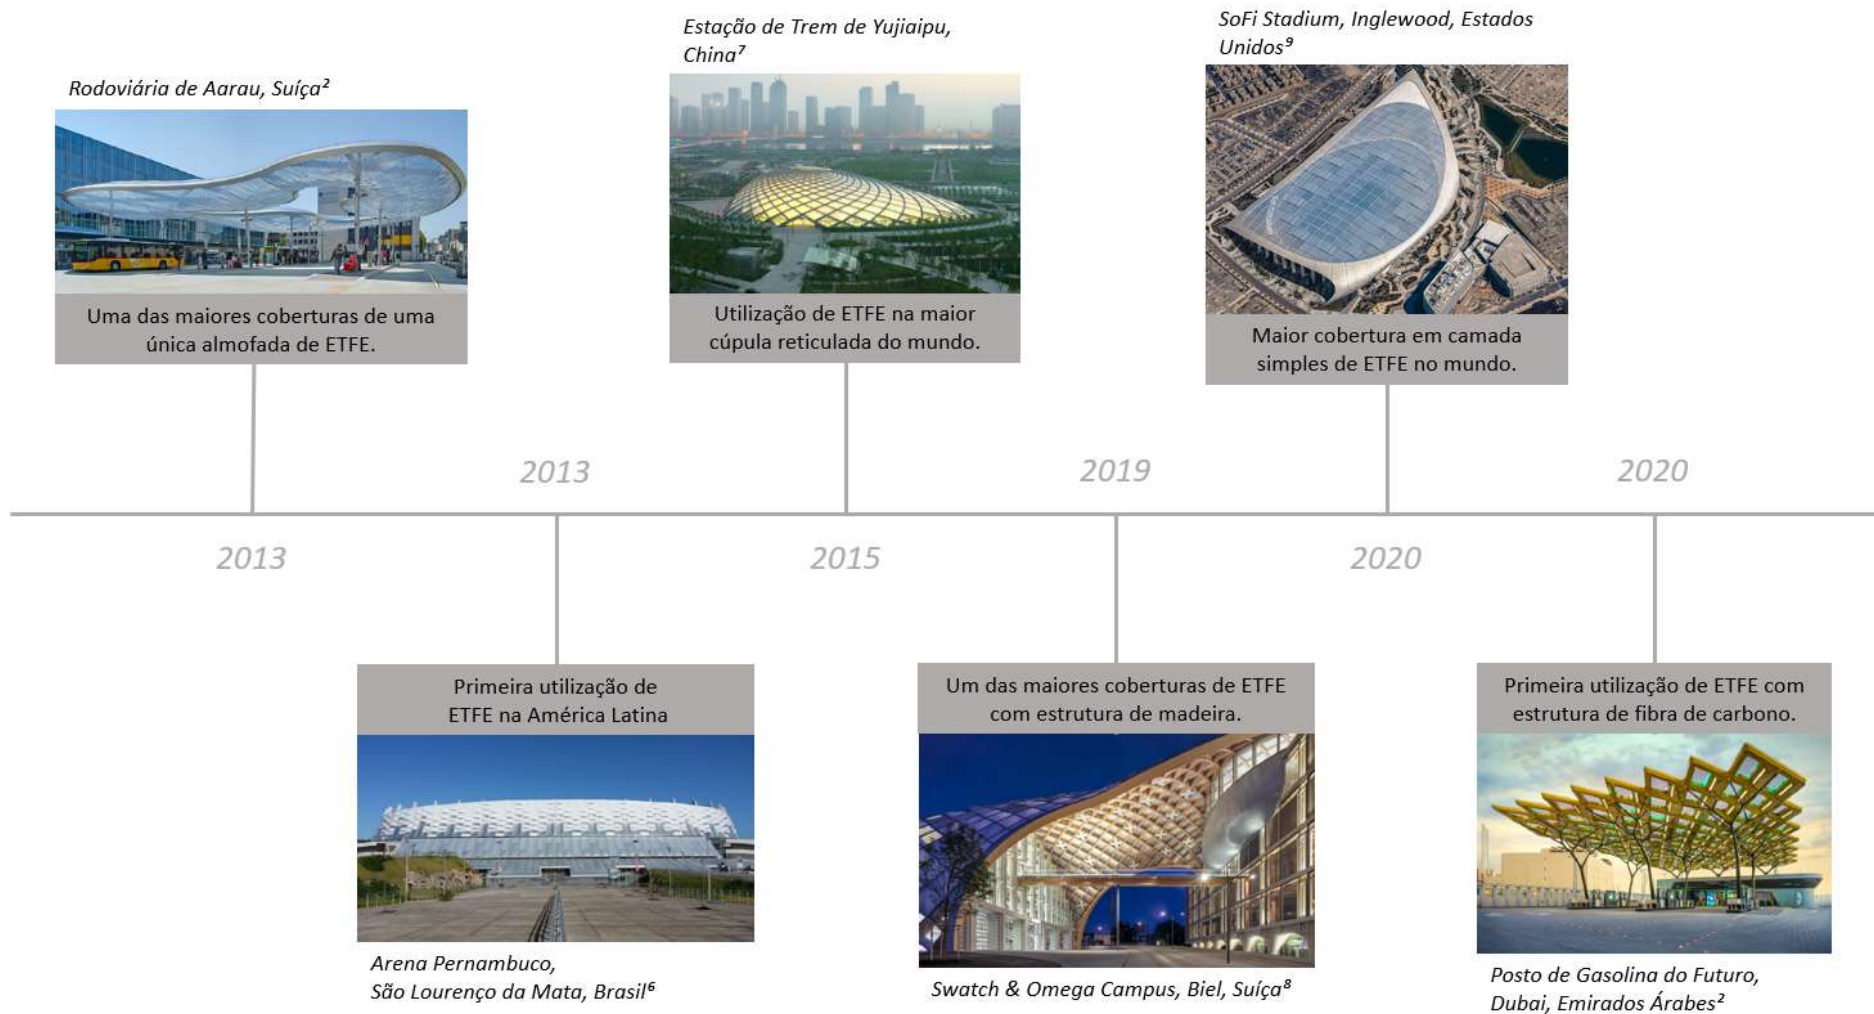 Rodoviária de Aarau, Suíça²
Uma das maiores coberturas de uma
única almofada de ETFE.
2013
2013
Primeira utilização de
ETFE na América Latina
Arena Pernambuco,
São Lourenço da Mata, Brasil⁶
Estação de Trem de Yujiaipu,
China⁷
Utilização de ETFE na maior
cúpula reticulada do mundo.
2015
2019
Um das maiores coberturas de ETFE
com estrutura de madeira.
Swatch & Omega Campus, Biel, Suíça⁸
SoFi Stadium, Inglewood, Estados
Unidos⁹
Maior cobertura em camada
simples de ETFE no mundo.
2020
2020
Primeira utilização de ETFE com
estrutura de fibra de carbono.
Posto de Gasolina do Futuro,
Dubai, Emirados Árabes²